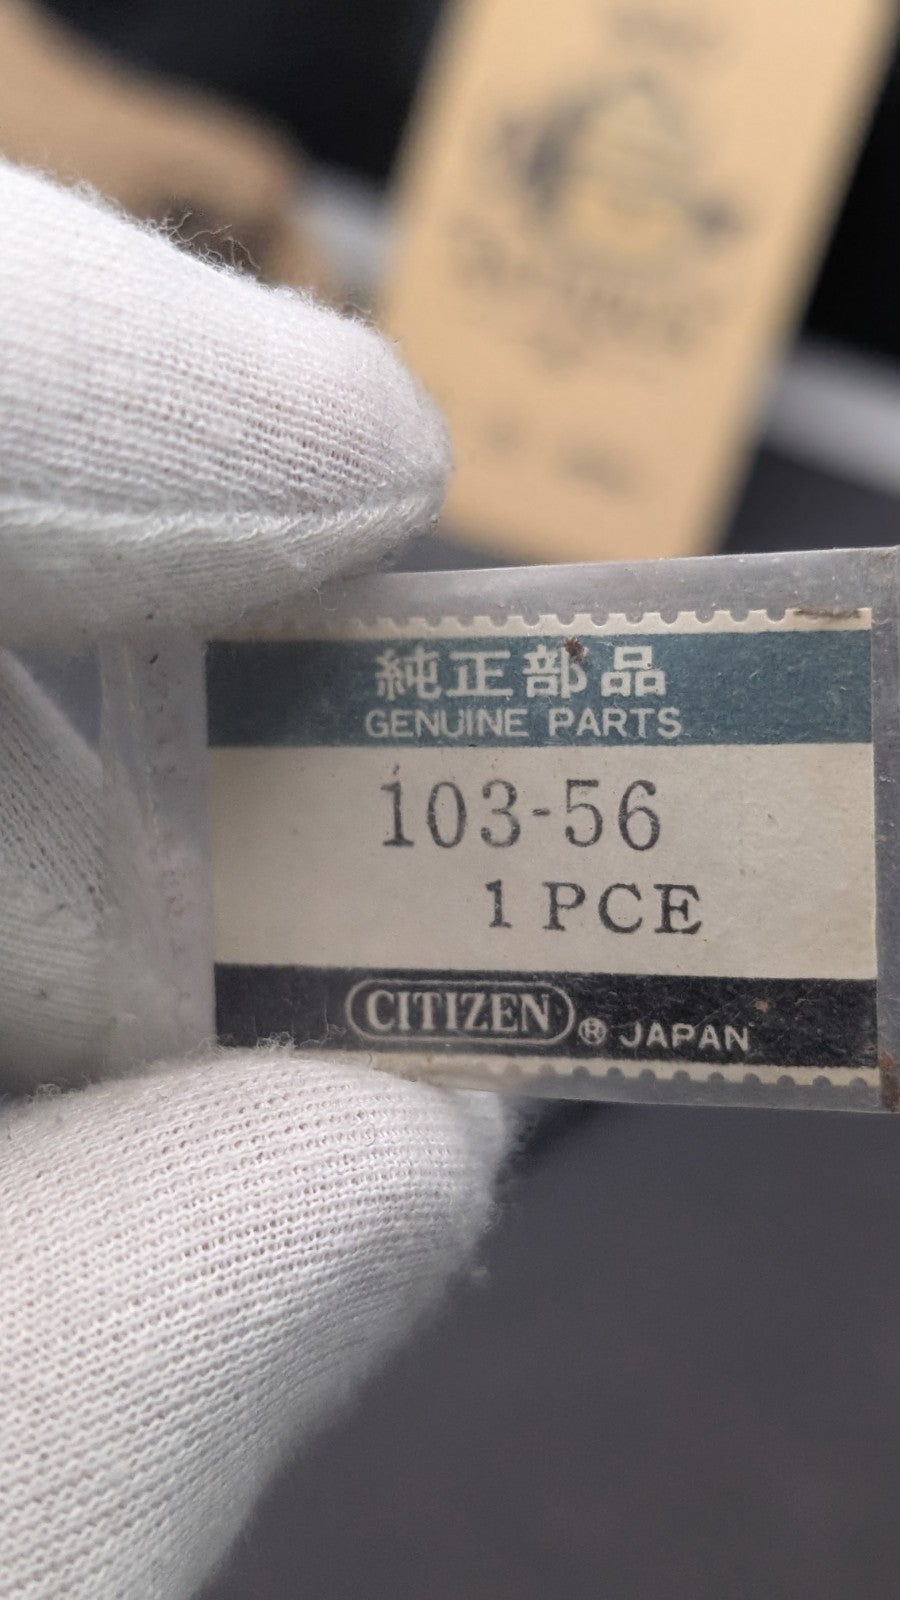 純正部品
GENUINE PARTS
103-56
1 PCE
CITIZEN ® JAPAN